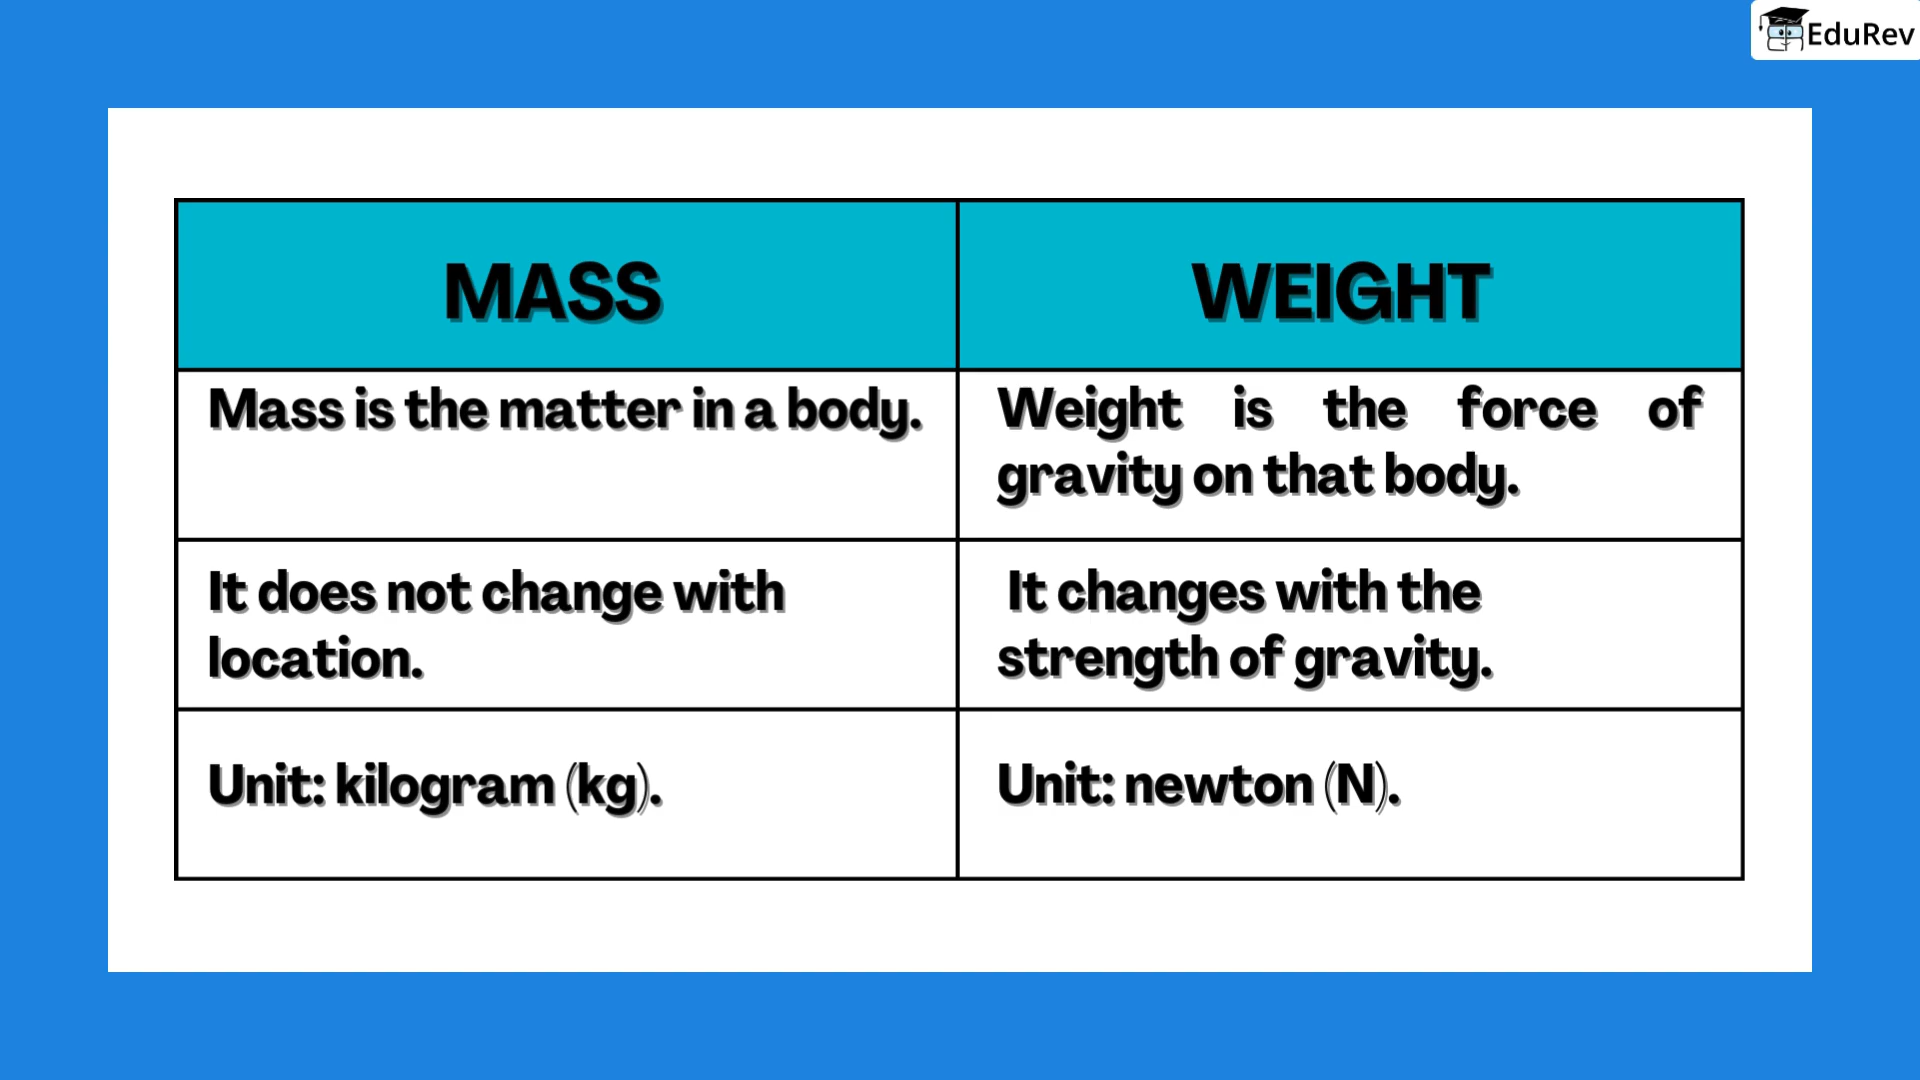 EduRev
MASS
WEIGHT
Mass is the matter in a body.
Weight is the force of
gravity on that body.
It does not change with
location.
It changes with the
strength of gravity.
Unit: kilogram (kg).
Unit: newton (N).